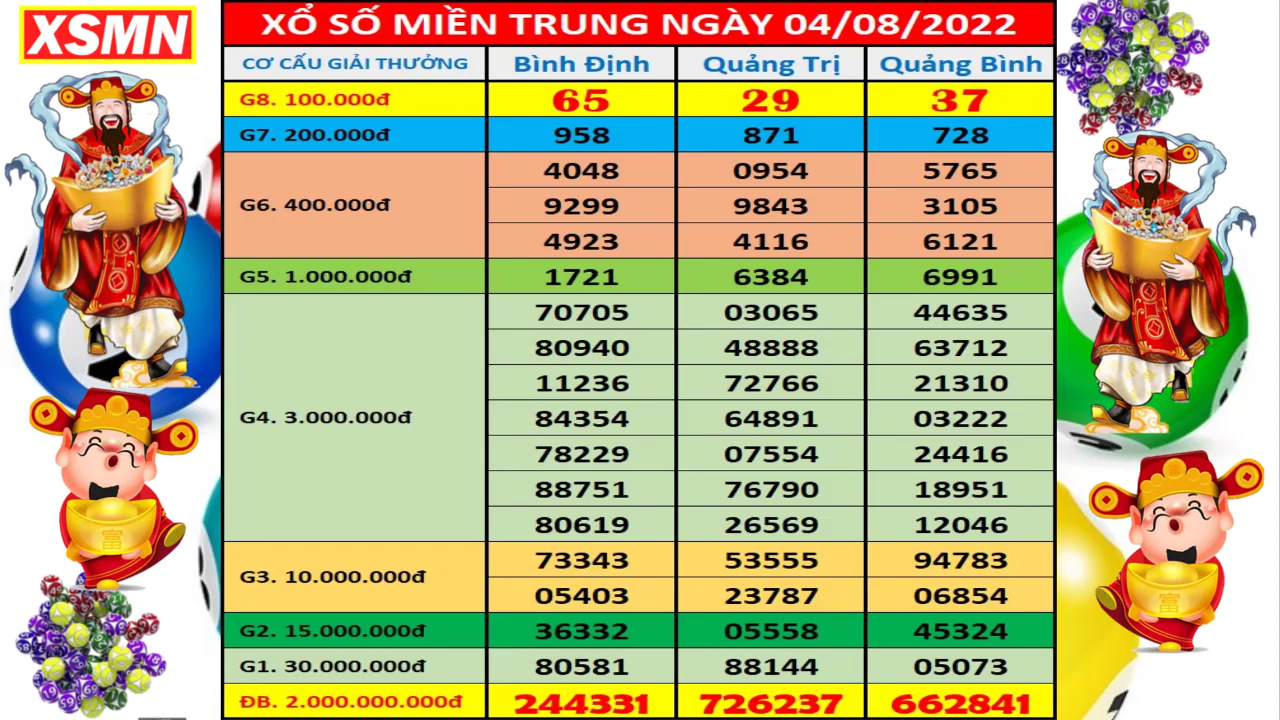 XSMN
XỔ SỐ MIỀN TRUNG NGÀY 04/08/2022
CƠ CẤU GIẢI THƯỞNG Bình Định Quảng Trị Quảng Bình
G8. 100.000đ 65 29 37
G7. 200.000đ 958 871 728
4048 0954 5765
G6. 400.000đ 9299 9843 3105
4923 4116 6121
G5. 1.000.000đ 1721 6384 6991
70705 03065 44635
80940 48888 63712
11236 72766 21310
G4. 3.000.000đ 84354 64891 03222
78229 07554 24416
88751 76790 18951
80619 26569 12046
G3. 10.000.000đ 73343 53555 94783
05403 23787 06854
G2. 15.000.000đ 36332 05558 45324
G1. 30.000.000đ 80581 88144 05073
ĐB. 2.000.000.000đ 244331 726237 662841
富
富